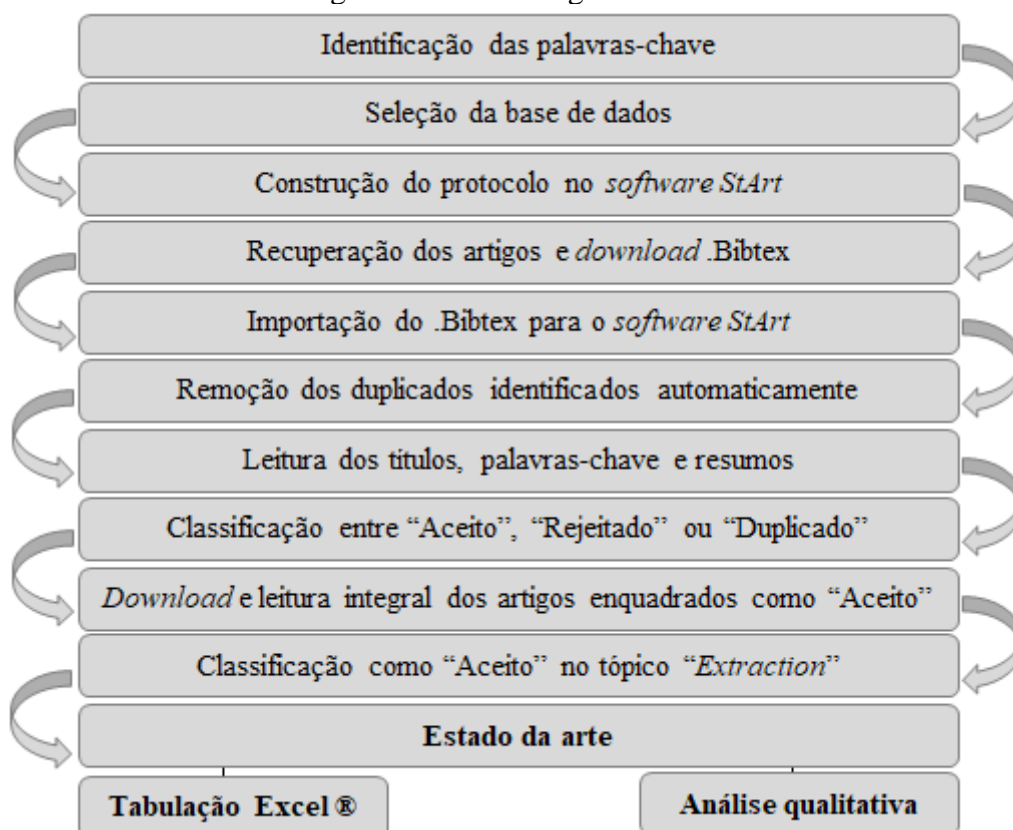 Identificação das palavras-chave
Seleção da base de dados
Construção do protocolo no software StArt
Recuperação dos artigos e download .Bibtex
Importação do .Bibtex para o software StArt
Remoção dos duplicados identificados automaticamente
Leitura dos títulos, palavras-chave e resumos
Classificação entre “Aceito”, “Rejeitado” ou “Duplicado”
Download e leitura integral dos artigos enquadrados como “Aceito”
Classificação como “Aceito” no tópico “Extraction”
Estado da arte
Tabulação Excel ®
Análise qualitativa